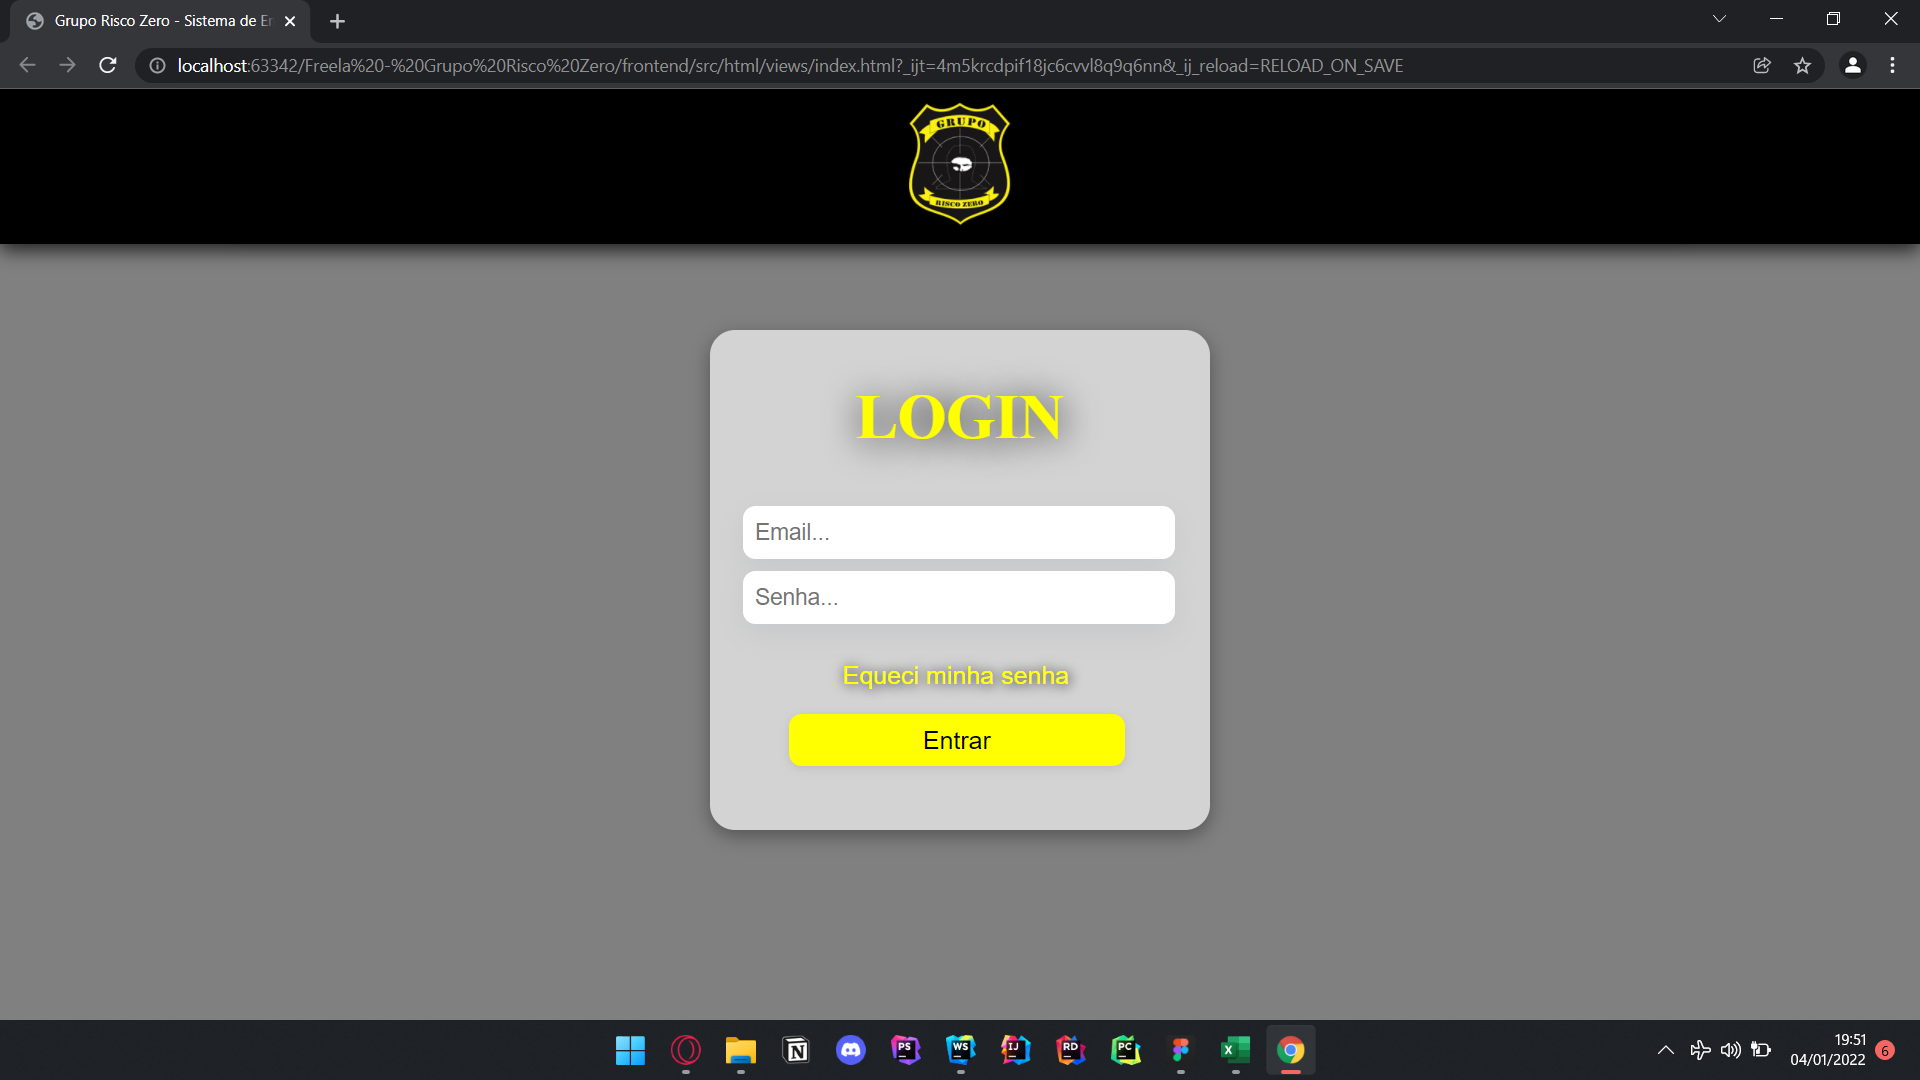 Grupo Risco Zero - Sistema de Er
localhost:63342/Freela%20-%20Grupo%20Risco%20Zero/frontend/src/html/views/index.html?_ijt=4m5krcdpif18jc6cvvl8q9q6nn&_ij_reload=RELOAD_ON_SAVE
GRUPO
RISCO ZERO
LOGIN
Email...
Senha...
Equeci minha senha
Entrar
PS
WS
IJ
RD
PC
X
19:51
04/01/2022
6